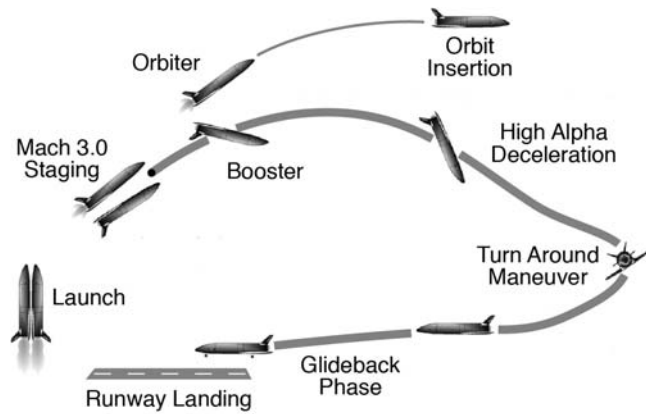 Orbiter
Orbit
Insertion
Mach 3.0
Staging
Booster
High Alpha
Deceleration
Launch
Turn Around
Maneuver
Glideback
Phase
Runway Landing